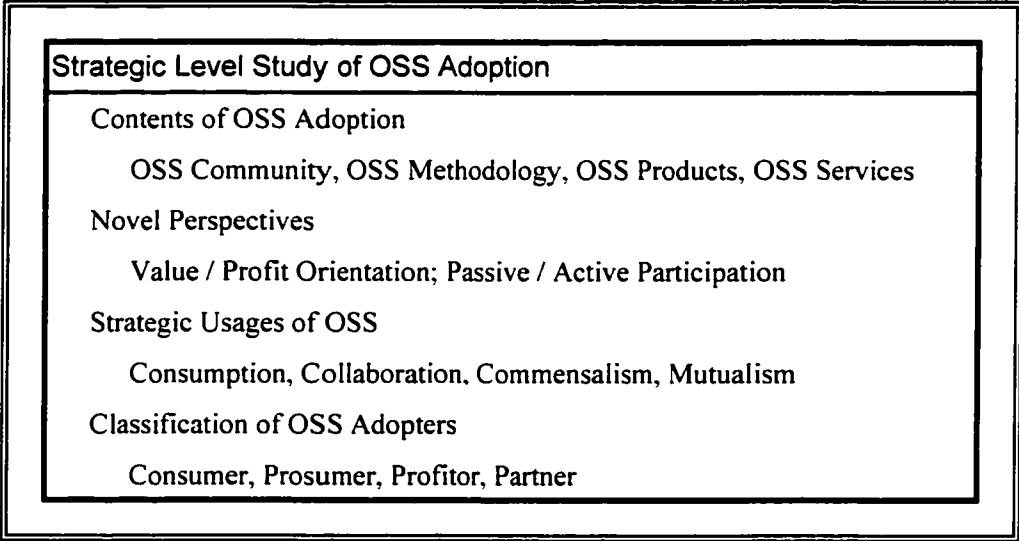 Strategic Level Study of OSS Adoption
Contents of OSS Adoption
OSS Community, OSS Methodology, OSS Products, OSS Services
Novel Perspectives
Value / Profit Orientation; Passive / Active Participation
Strategic Usages of OSS
Consumption, Collaboration, Commensalism, Mutualism
Classification of OSS Adopters
Consumer, Prosumer, Profitor, Partner